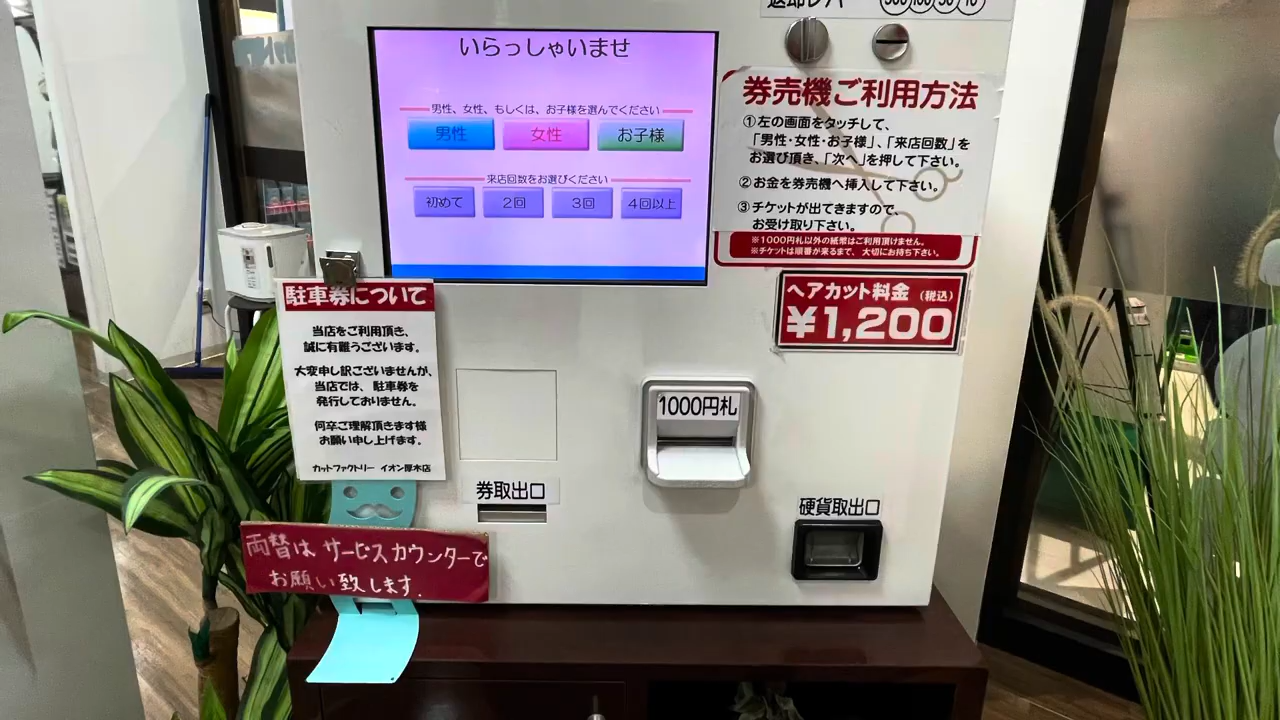 返却レバー
500 100 50 10
いらっしゃいませ
男性、女性、もしくは、お子様を選んでください
男性
女性
お子様
来店回数をお選びください
初めて
2回
3回
4回以上
券売機ご利用方法
①左の画面をタッチして、
「男性・女性・お子様」、「来店回数」を
お選び頂き、「次へ」を押して下さい。
②お金を券売機へ挿入して下さい。
③チケットが出てきますので、
お受け取り下さい。
※1000円札以外の紙幣はご利用頂けません。
※チケットは順番が来るまで、大切にお持ち下さい。
ヘアカット料金 (税込)
¥1,200
駐車券について
当店をご利用頂き、
誠に有難うございます。
大変申し訳ございませんが、
当店では、駐車券を
発行しておりません。
何卒ご理解頂きます様
お願い申し上げます。
カットファクトリー イオン厚木店
1000円札
券取出口
硬貨取出口
両替は サービスカウンターで
お願い致します.